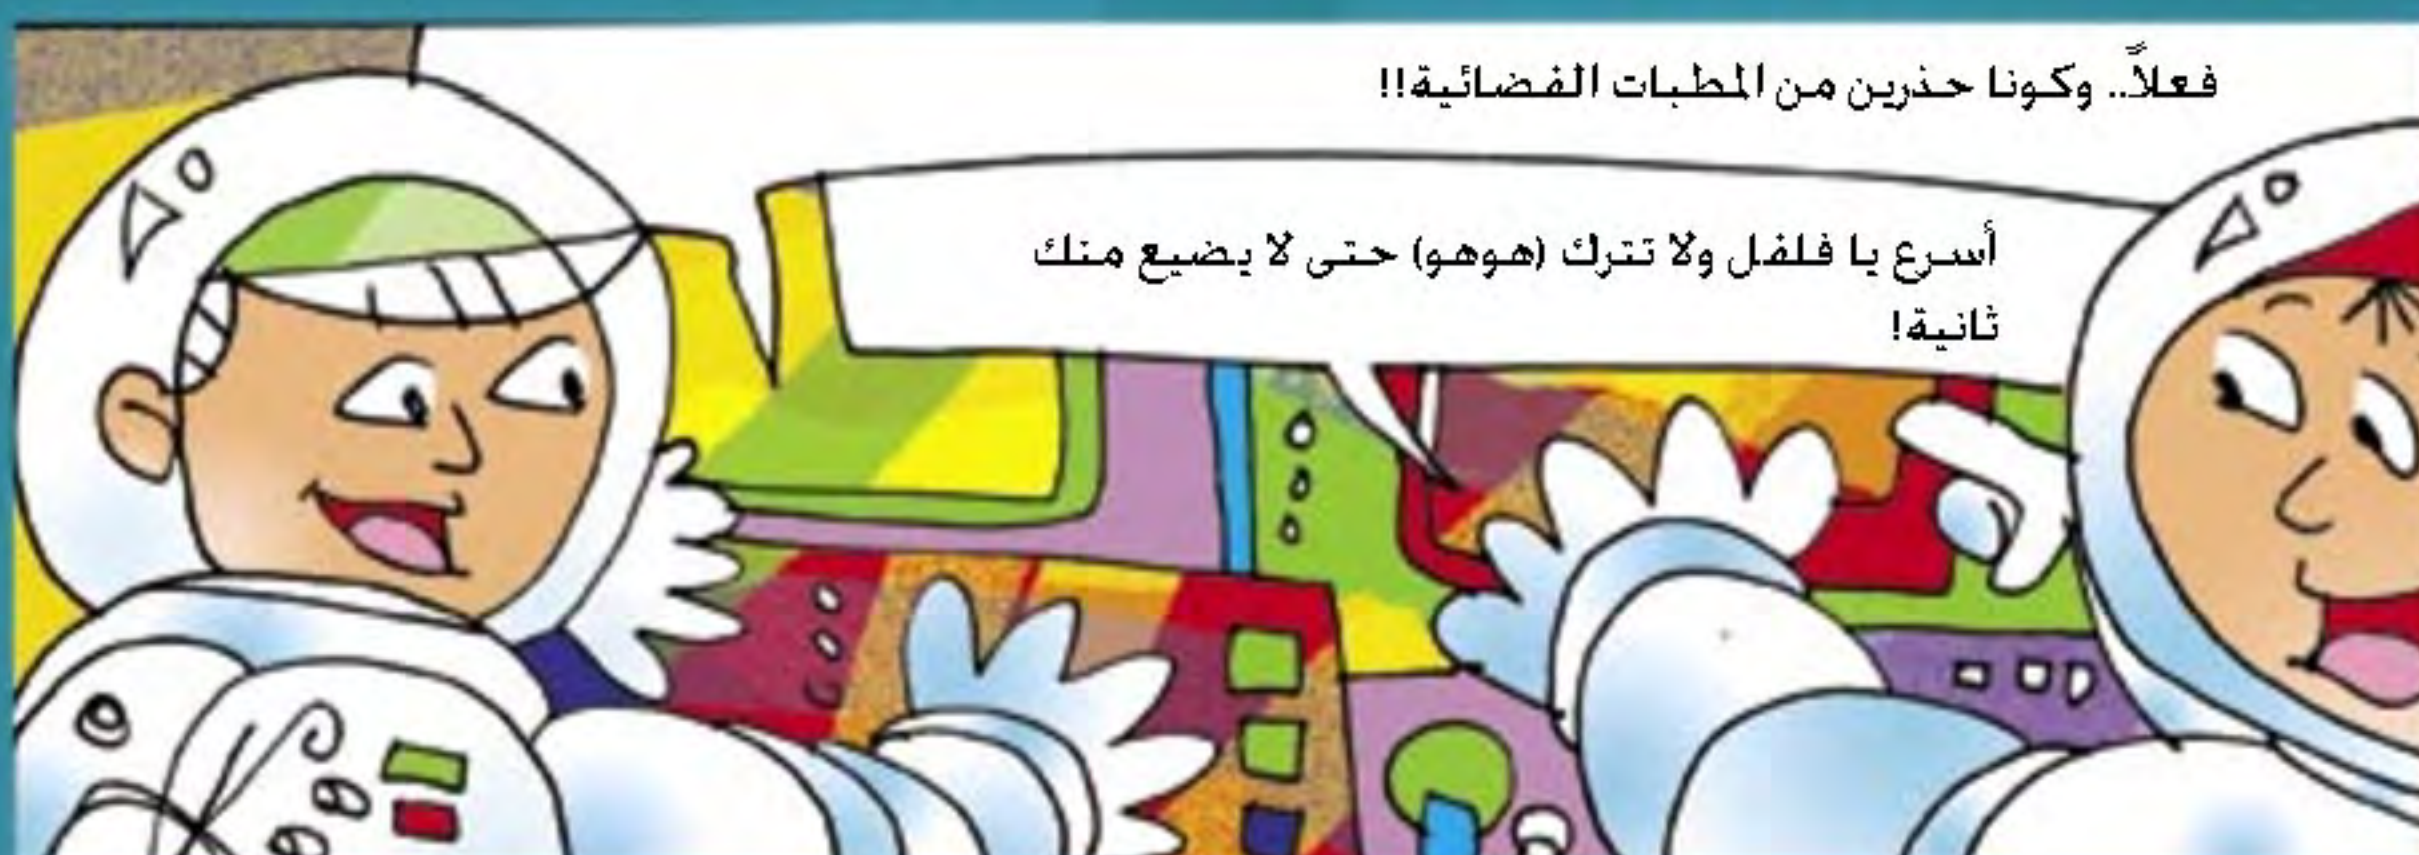 فعلاً.. وكونا حذرين من المطبات الفضائية!!
أسرع يا فلفل ولا تترك (هوهو) حتى لا يضيع منك
ثانية!